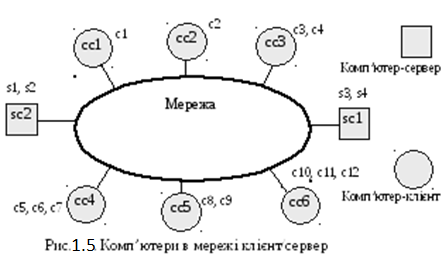 c1
c2
c3, c4
cc1
cc2
cc3
Комп'ютер-сервер
s1, s2
Мережа
s3, s4
sc2
sc1
c10, c11, c12
c5, c6, c7
cc4
cc5
c8, c9
cc6
Комп'ютер-клієнт
Рис.1.5. Комп'ютери в мережі клієнт сервер